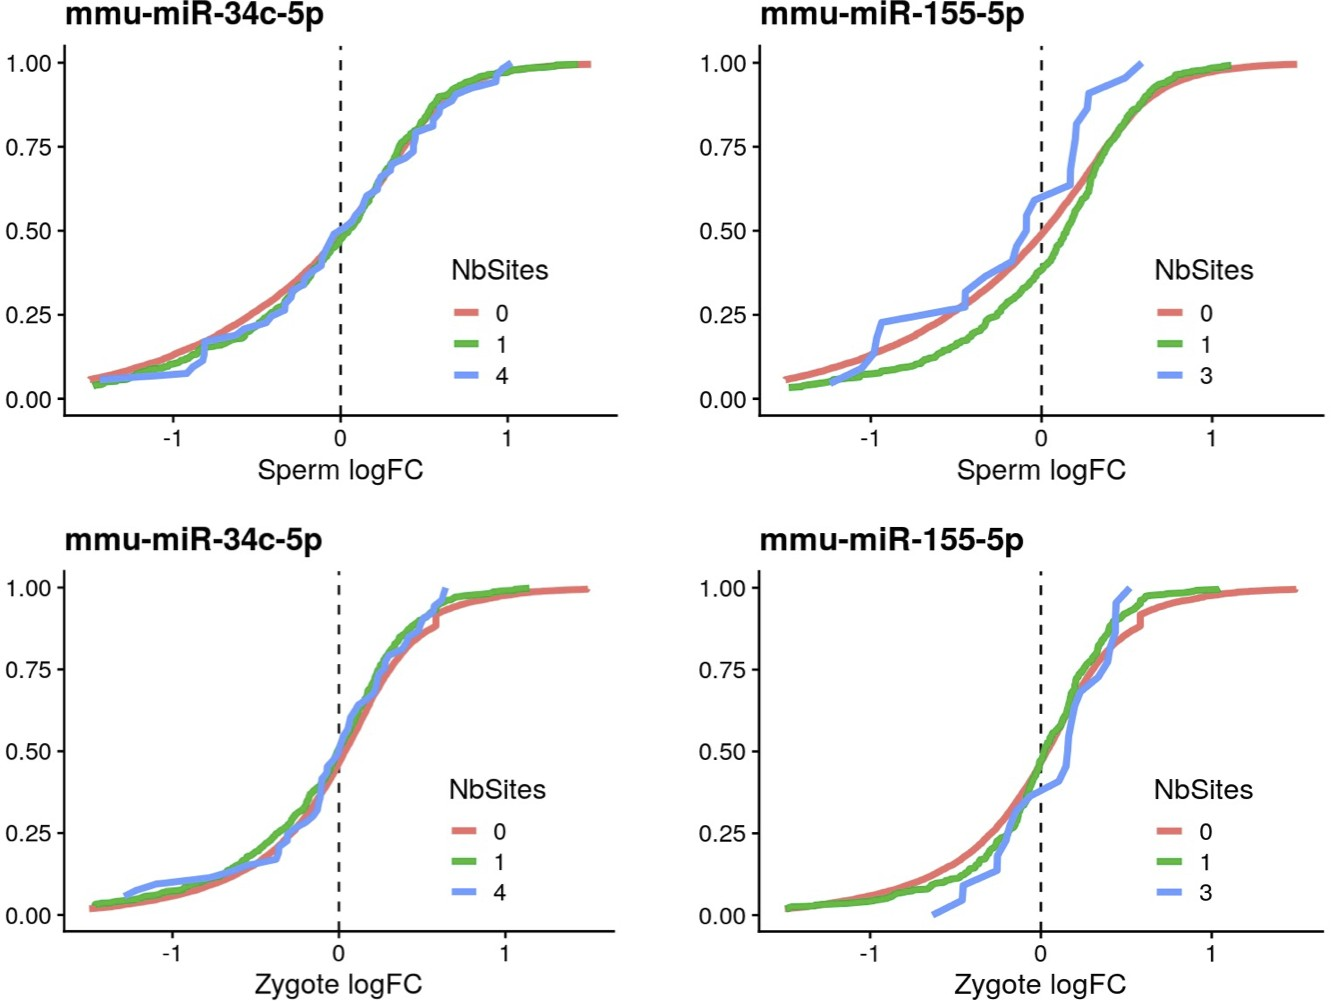 mmu-miR-34c-5p
1.00
0.75
0.50
0.25
0.00
NbSites
0
1
4
-1 0 1
Sperm logFC
mmu-miR-155-5p
1.00
0.75
0.50
0.25
0.00
NbSites
0
1
3
-1 0 1
Sperm logFC
mmu-miR-34c-5p
1.00
0.75
0.50
0.25
0.00
NbSites
0
1
4
-1 0 1
Zygote logFC
mmu-miR-155-5p
1.00
0.75
0.50
0.25
0.00
NbSites
0
1
3
-1 0 1
Zygote logFC